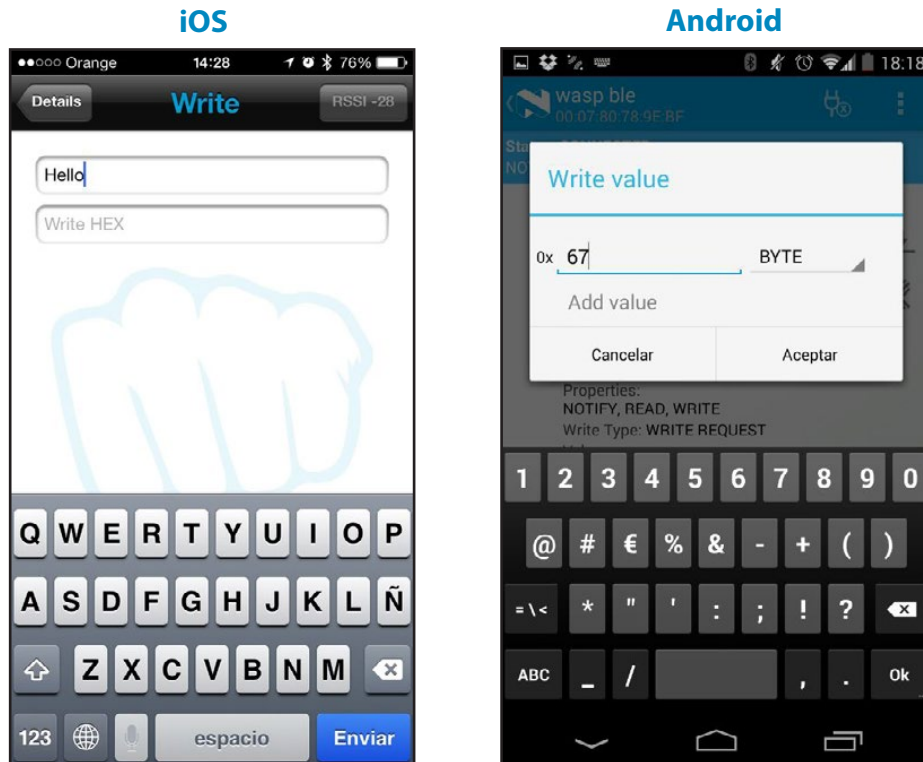 iOS
Orange 14:28 76%
Details Write RSSI -28
Hello
Write HEX
Q W E R T Y U I O P
A S D F G H J K L Ñ
Z X C V B N M
123 espacio Enviar
Android
18:18
wasp ble
00:07:80:78:9E:BF
Write value
0x 67 BYTE
Add value
Cancelar Aceptar
Properties:
NOTIFY, READ, WRITE
Write Type: WRITE REQUEST
1 2 3 4 5 6 7 8 9 0
@ # € % & - + ( )
= \ < * " ' : ; ! ?
ABC _ / , . Ok